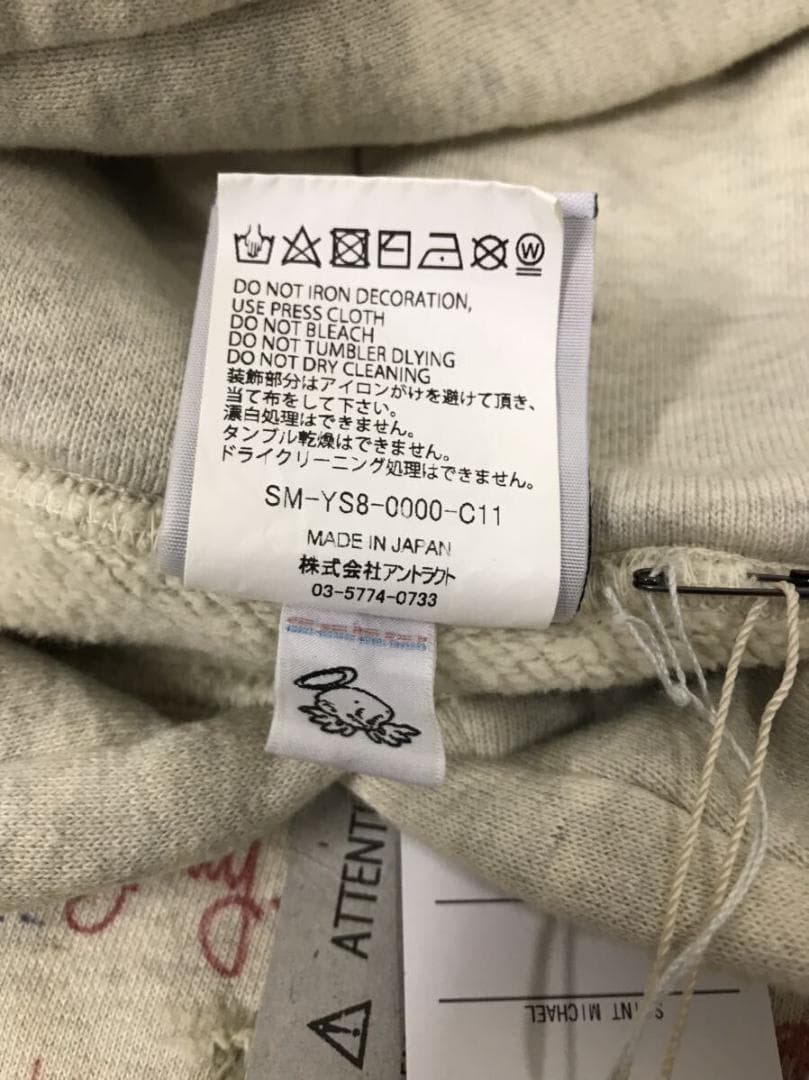 W
DO NOT IRON DECORATION,
USE PRESS CLOTH
DO NOT BLEACH
DO NOT TUMBLER DLYING
DO NOT DRY CLEANING
装飾部分はアイロンがけを避けて頂き、
当て布をして下さい。
漂白処理はできません。
タンブル乾燥はできません。
ドライクリーニング処理はできません。
SM-YS8-0000-C11
MADE IN JAPAN
株式会社アントラクト
03-5774-0733
ATTENT
SAINT MICHAEL